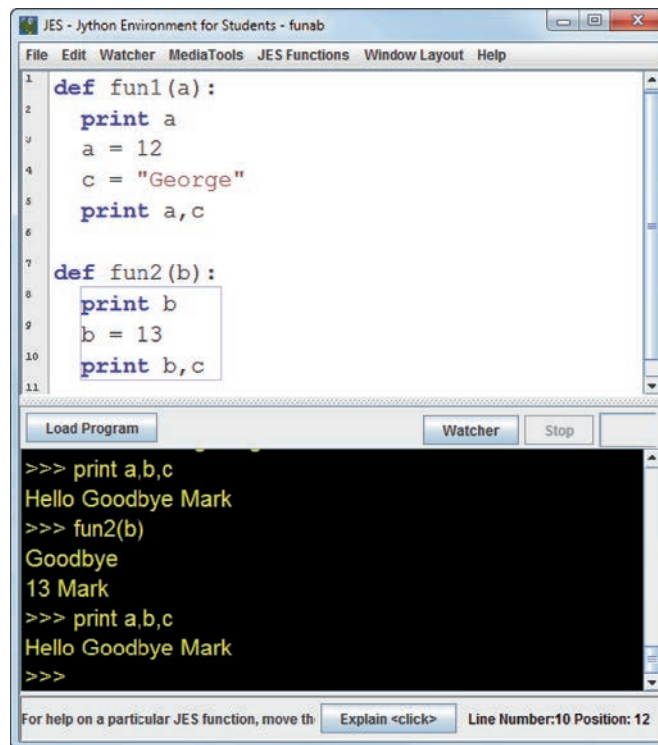 JES - Jython Environment for Students - funab
File Edit Watcher MediaTools JES Functions Window Layout Help
1 def fun1(a):
2 print a
3 a = 12
4 c = "George"
5 print a,c
6
7 def fun2(b):
8 print b
9 b = 13
10 print b,c
11
Load Program Watcher Stop
>>> print a,b,c
Hello Goodbye Mark
>>> fun2(b)
Goodbye
13 Mark
>>> print a,b,c
Hello Goodbye Mark
>>>
For help on a particular JES function, move th Explain <click> Line Number:10 Position: 12